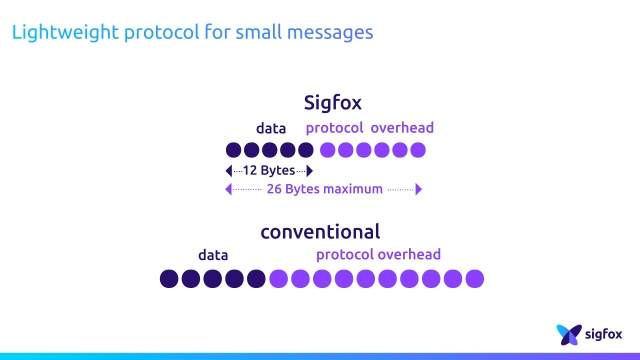 Lightweight protocol for small messages
Sigfox
data protocol overhead
12 Bytes
26 Bytes maximum
conventional
data protocol overhead
sigfox